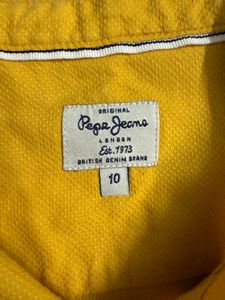 ORIGINAL
Pepe Jeans
LONDON
Est. 1973
BRITISH DENIM BRAND
10